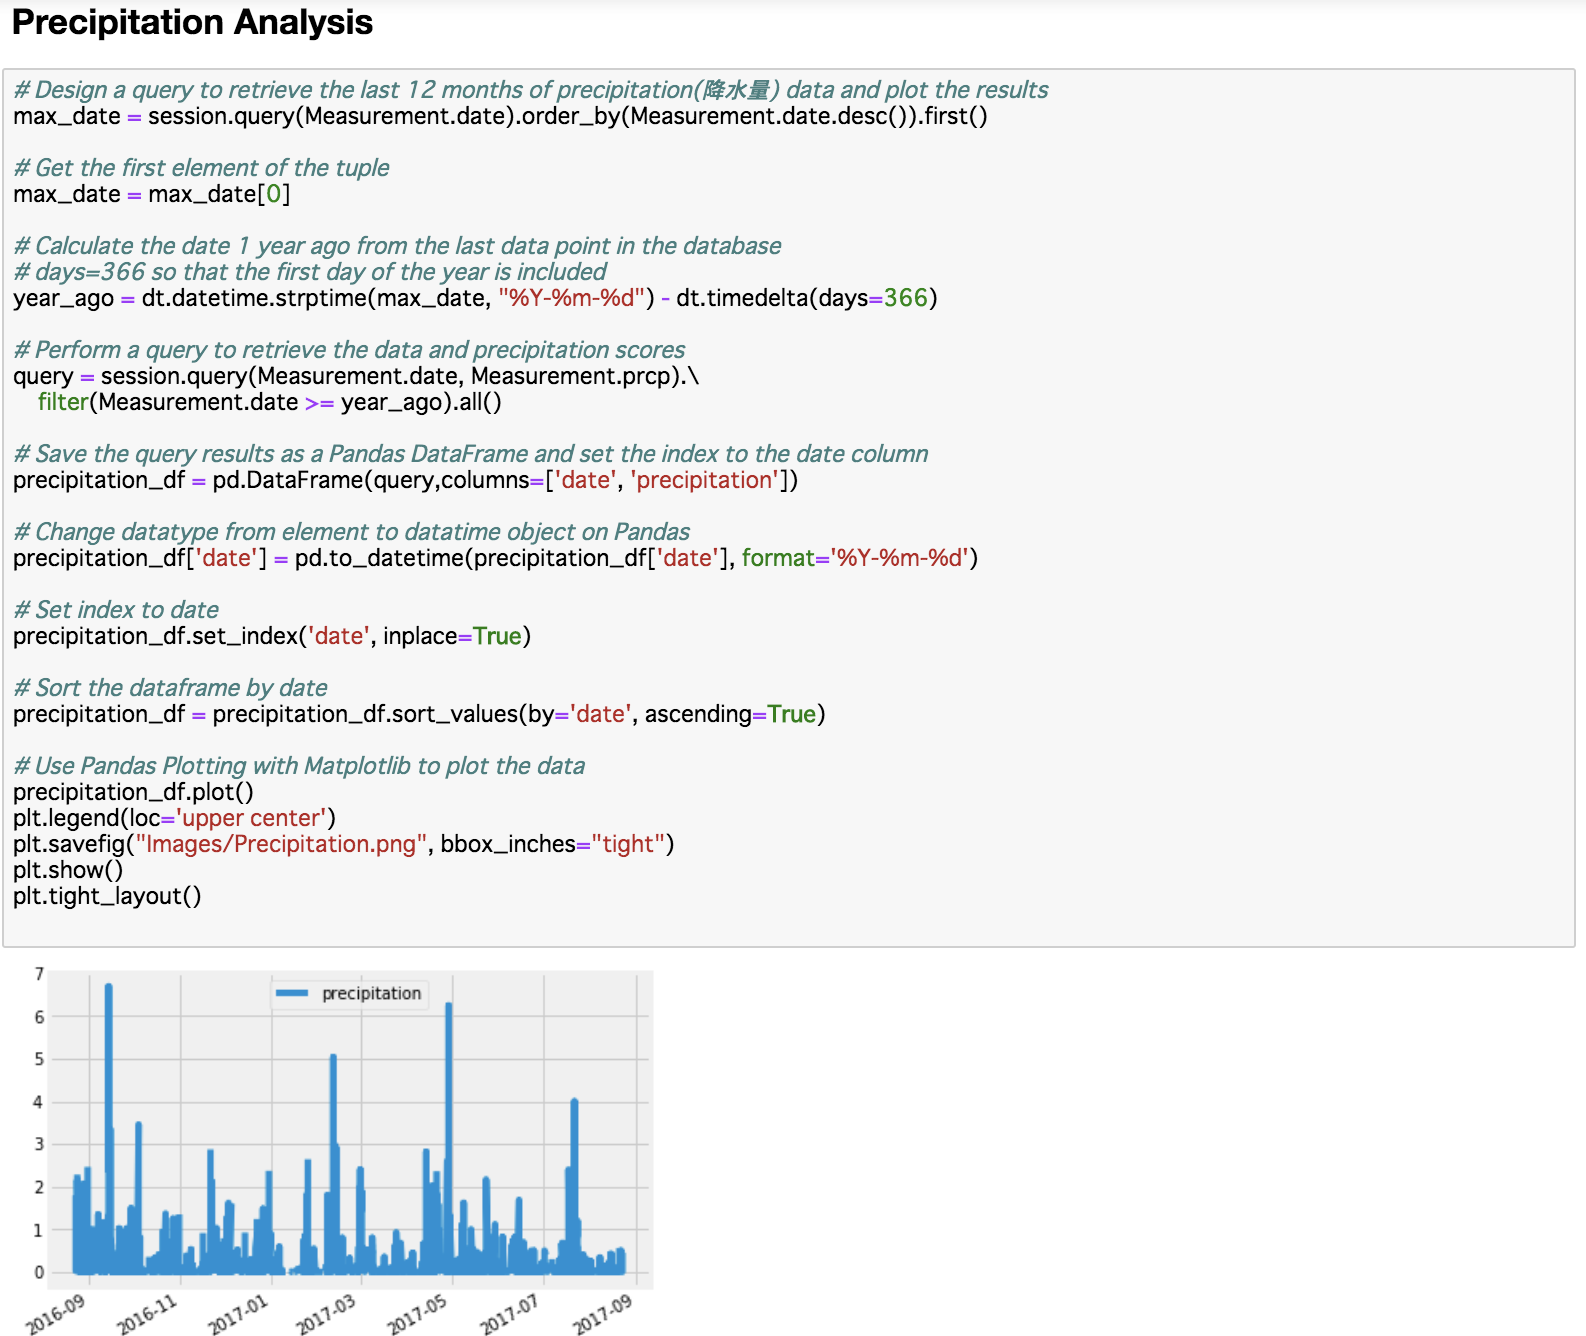 Precipitation Analysis
# Design a query to retrieve the last 12 months of precipitation(降水量) data and plot the results
max_date = session.query(Measurement.date).order_by(Measurement.date.desc()).first()
# Get the first element of the tuple
max_date = max_date[0]
# Calculate the date 1 year ago from the last data point in the database
# days=366 so that the first day of the year is included
year_ago = dt.datetime.strptime(max_date, "%Y-%m-%d") - dt.timedelta(days=366)
# Perform a query to retrieve the data and precipitation scores
query = session.query(Measurement.date, Measurement.prcp).\
filter(Measurement.date >= year_ago).all()
# Save the query results as a Pandas DataFrame and set the index to the date column
precipitation_df = pd.DataFrame(query,columns=['date', 'precipitation'])
# Change datatype from element to datatime object on Pandas
precipitation_df['date'] = pd.to_datetime(precipitation_df['date'], format='%Y-%m-%d')
# Set index to date
precipitation_df.set_index('date', inplace=True)
# Sort the dataframe by date
precipitation_df = precipitation_df.sort_values(by='date', ascending=True)
# Use Pandas Plotting with Matplotlib to plot the data
precipitation_df.plot()
plt.legend(loc='upper center')
plt.savefig("Images/Precipitation.png", bbox_inches="tight")
plt.show()
plt.tight_layout()
7
precipitation
6
5
4
3
2
1
0
2016-09 2016-11 2017-01 2017-03 2017-05 2017-07 2017-09